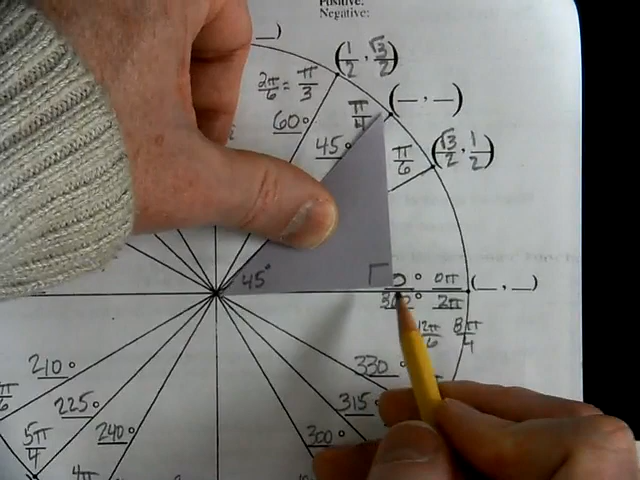 Positive:
Negative:
__)
(1/2, √3/2)
2π/6 = π/3
60°
π/4
(__, __)
45°
π/6
(√3/2, 1/2)
45°
0° 0π
(__, __)
360° 2π
12π/6 8π/4
210°
330
225°
315
5π/4
240°
300°
4π